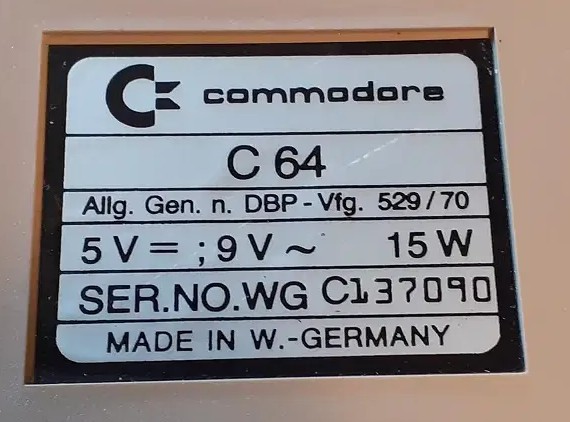 commodore
C 64
Allg. Gen. n. DBP - Vfg. 529 / 70
5 V = ; 9 V ~ 15 W
SER.NO.WG C137090
MADE IN W.-GERMANY